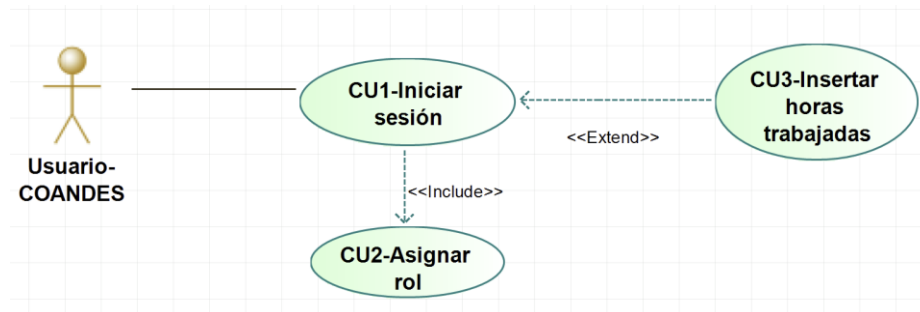 CU1-Iniciar
sesión
CU3-Insertar
horas
trabajadas
<<Extend>>
Usuario-
COANDES
<<Include>>
CU2-Asignar
rol